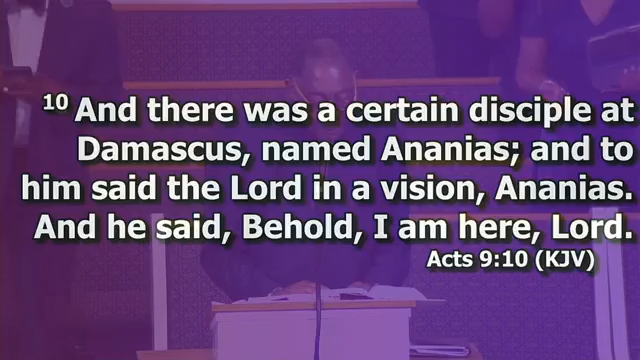 10 And there was a certain disciple at
Damascus, named Ananias; and to
him said the Lord in a vision, Ananias.
And he said, Behold, I am here, Lord.
Acts 9:10 (KJV)